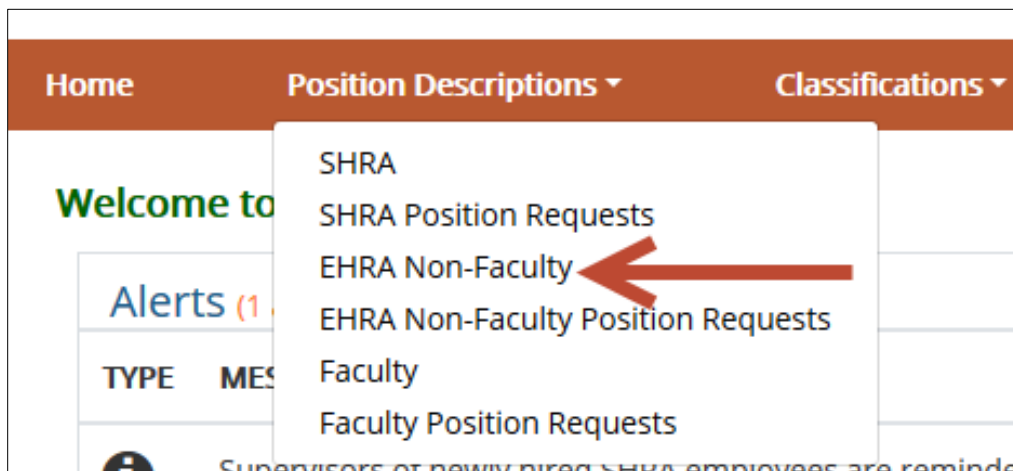 Home Position Descriptions Classifications
SHRA
Welcome to
SHRA Position Requests
EHRA Non-Faculty
Alerts (1
EHRA Non-Faculty Position Requests
TYPE
Faculty
Faculty Position Requests
Supervisors of newly hired SHRA employees are